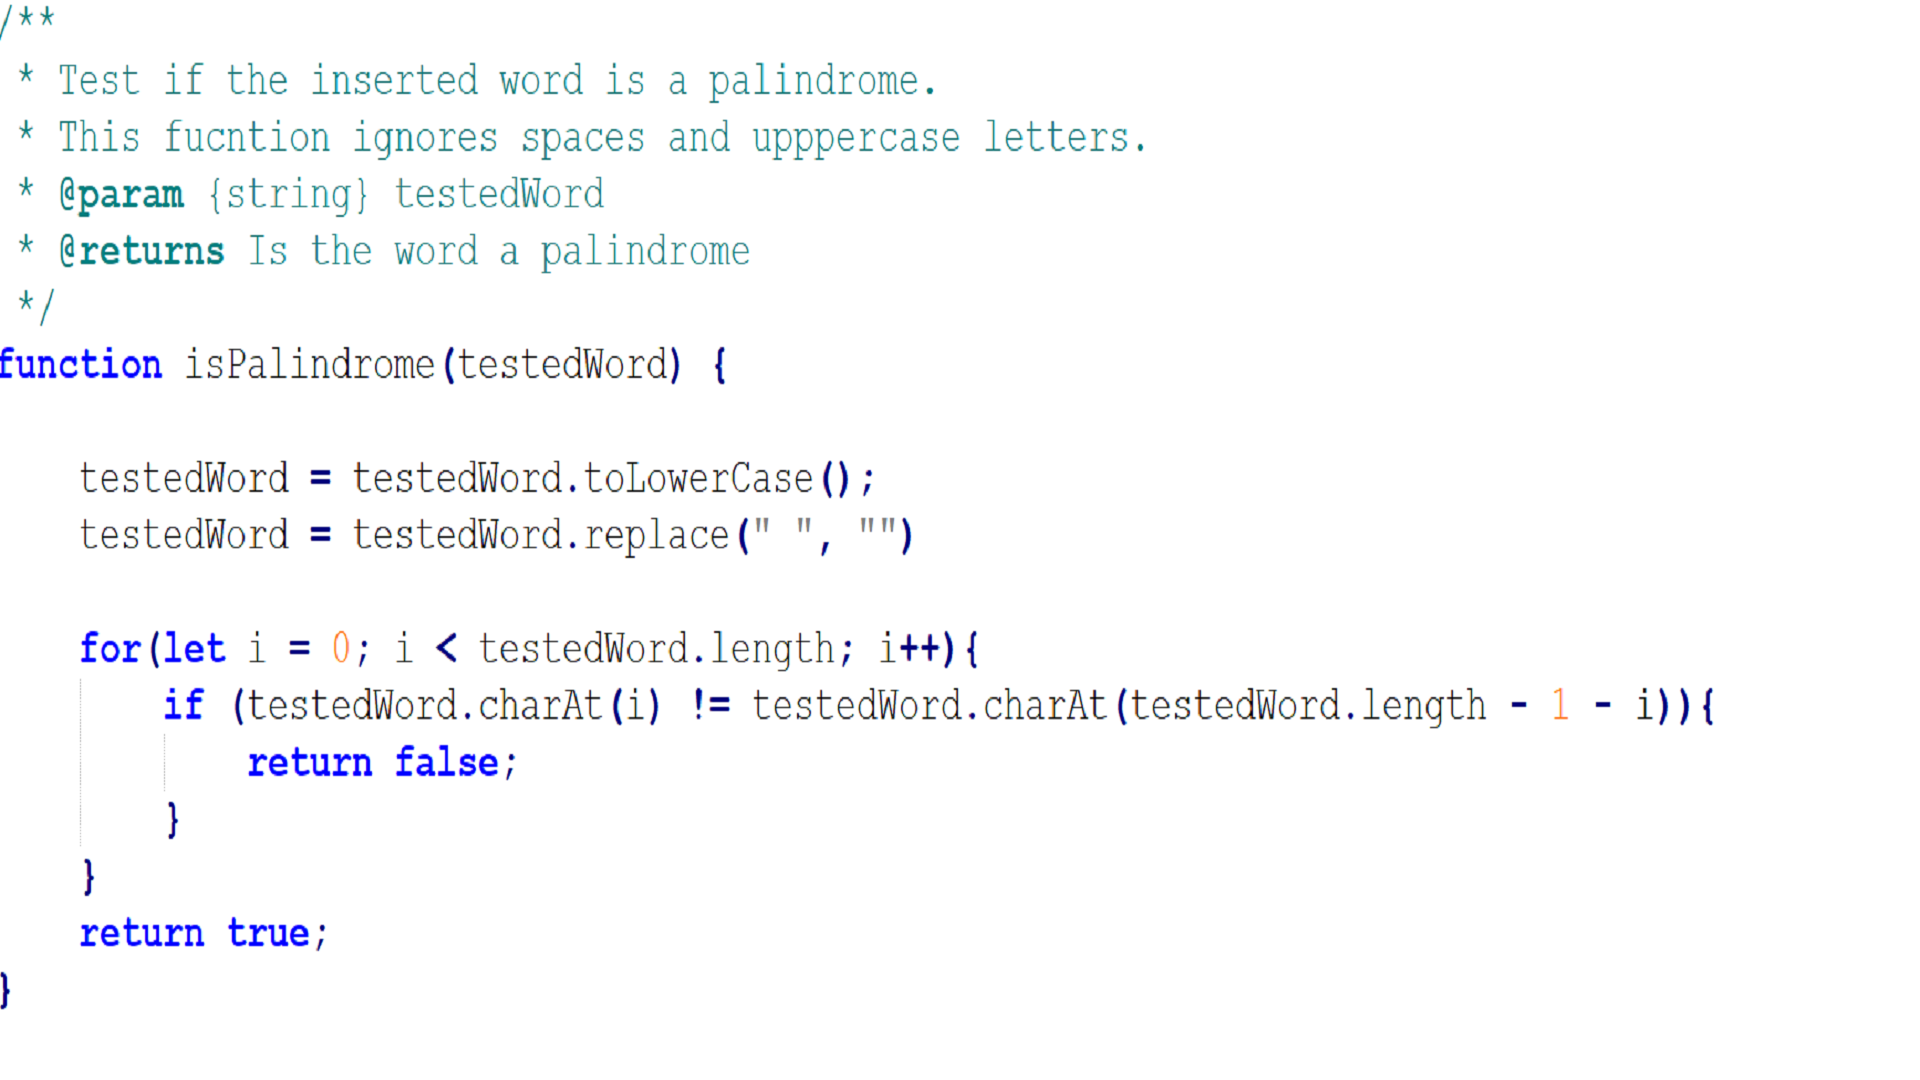 /**
 * Test if the inserted word is a palindrome.
 * This fucntion ignores spaces and upppercase letters.
 * @param {string} testedWord
 * @returns Is the word a palindrome
 */
function isPalindrome(testedWord) {
    testedWord = testedWord.toLowerCase();
    testedWord = testedWord.replace(" ", "")
    for(let i = 0; i < testedWord.length; i++){
        if (testedWord.charAt(i) != testedWord.charAt(testedWord.length - 1 - i)){
            return false;
        }
    }
    return true;
}